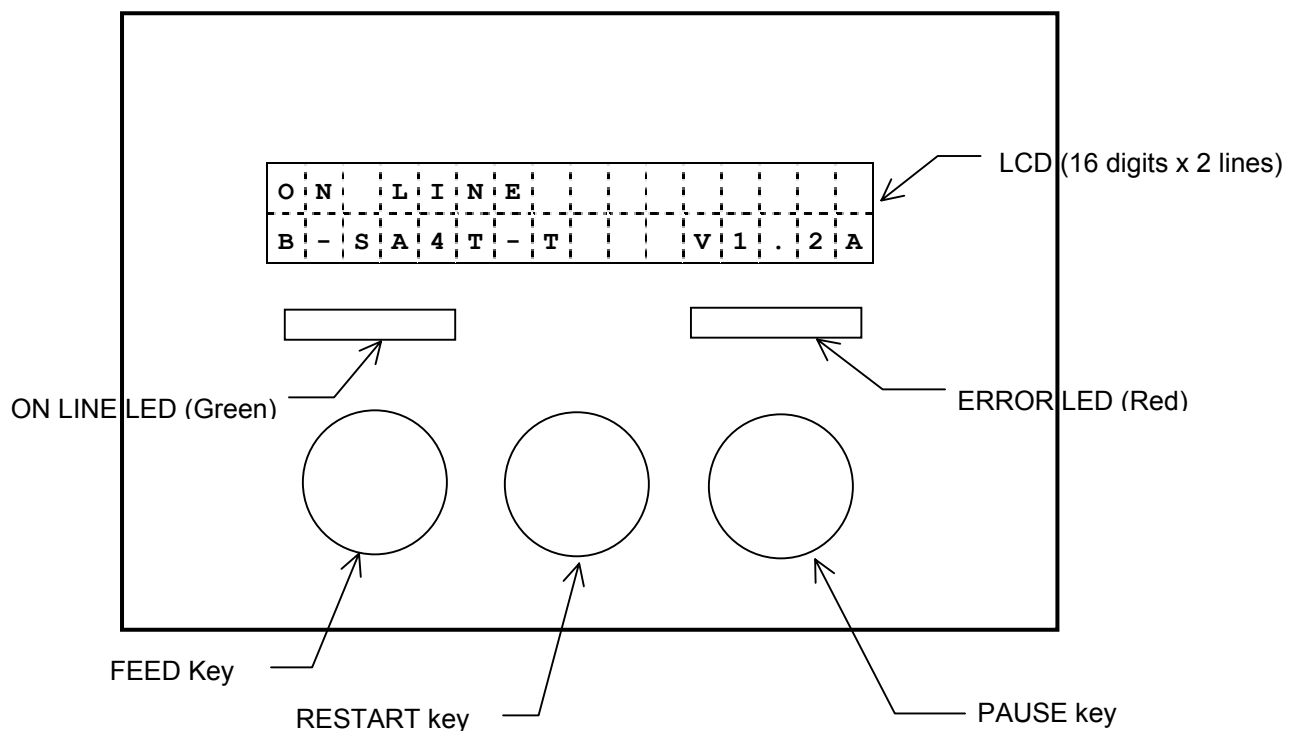 LCD (16 digits x 2 lines)
ON LINE
B-SA4T-T    V1.2A
ON LINE LED (Green)
ERROR LED (Red)
FEED Key
RESTART key
PAUSE key